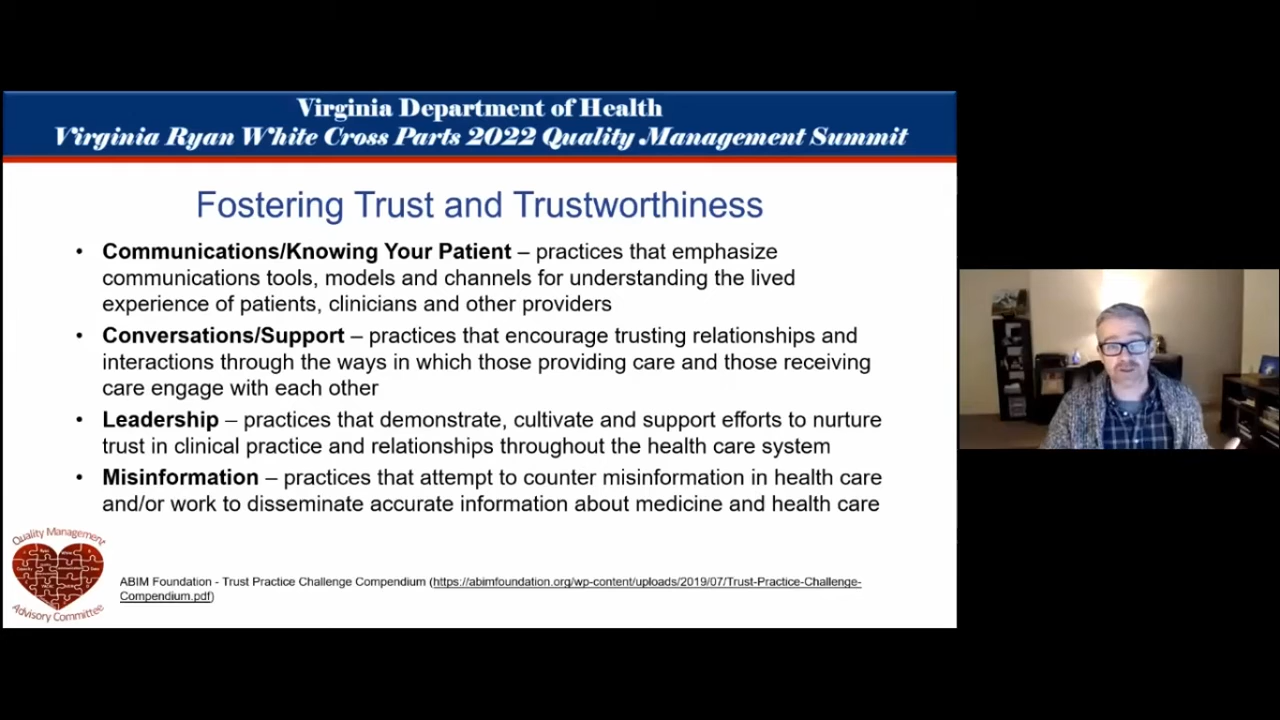 Virginia Department of Health
Virginia Ryan White Cross Parts 2022 Quality Management Summit
Fostering Trust and Trustworthiness
• Communications/Knowing Your Patient – practices that emphasize
communications tools, models and channels for understanding the lived
experience of patients, clinicians and other providers
• Conversations/Support – practices that encourage trusting relationships and
interactions through the ways in which those providing care and those receiving
care engage with each other
• Leadership – practices that demonstrate, cultivate and support efforts to nurture
trust in clinical practice and relationships throughout the health care system
• Misinformation – practices that attempt to counter misinformation in health care
and/or work to disseminate accurate information about medicine and health care
Quality Management
Advisory Committee
ABIM Foundation - Trust Practice Challenge Compendium (https://abimfoundation.org/wp-content/uploads/2019/07/Trust-Practice-Challenge-
Compendium.pdf)